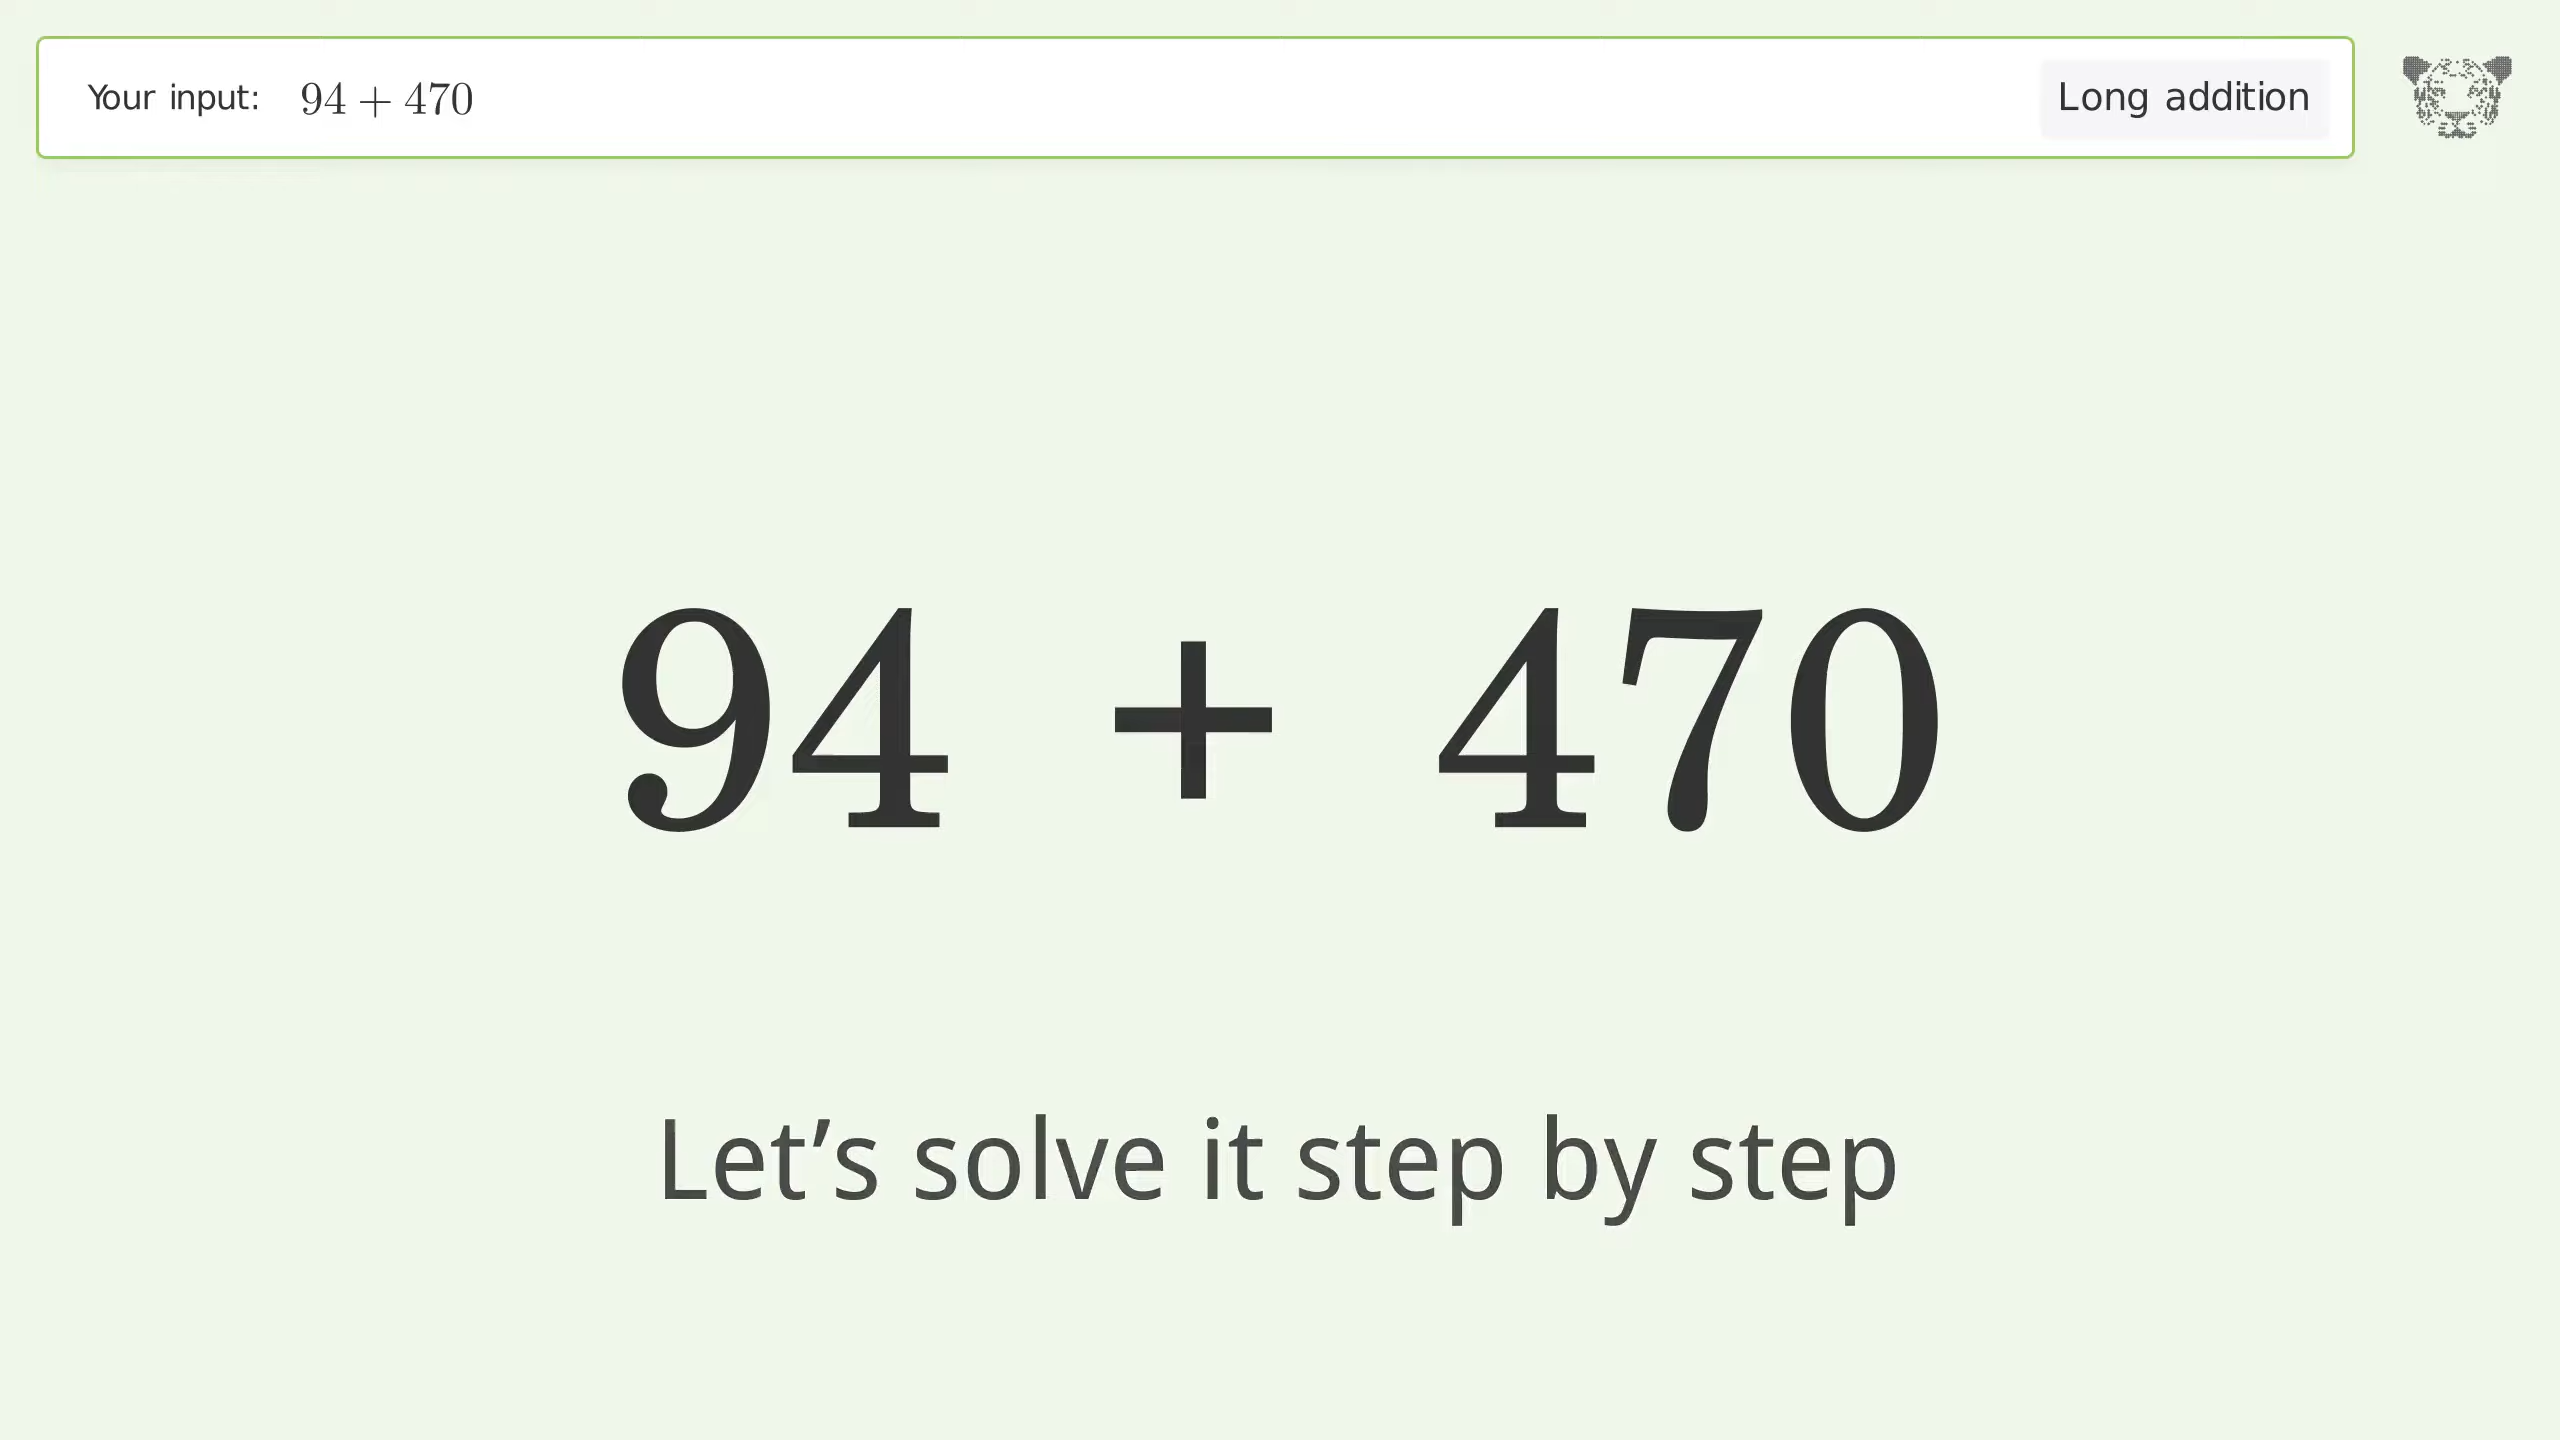 Your input: 94 + 470 Long addition
94 + 470
Let’s solve it step by step